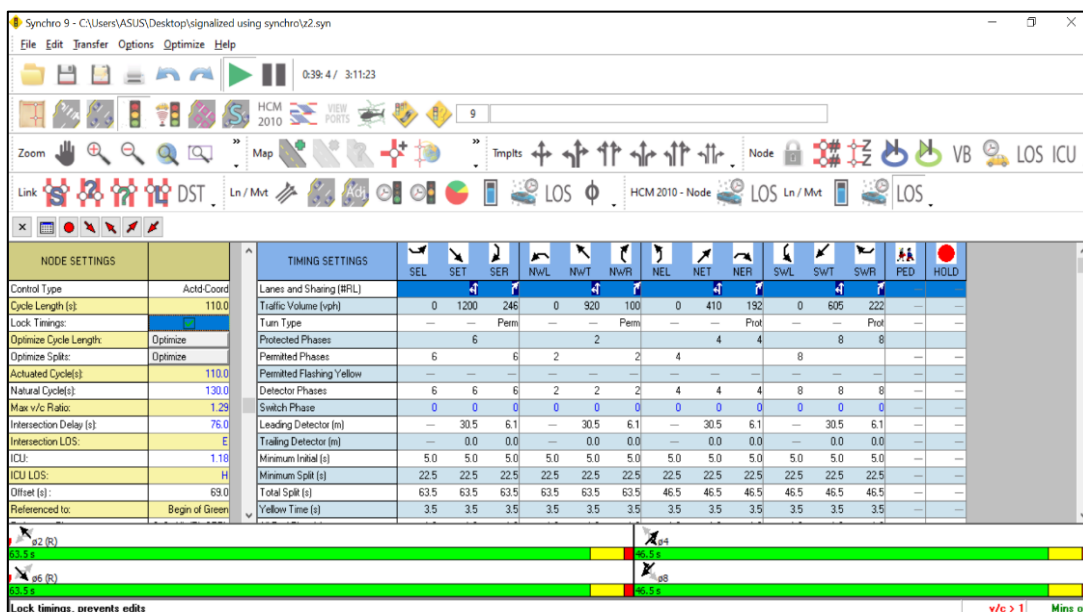 Synchro 9 - C:\Users\ASUS\Desktop\signalized using synchro\z2.syn
File Edit Transfer Options Optimize Help
0:39: 4 / 3:11:23
HCM 2010 VIEW PORTS 9
Zoom » Map » Tmplts Node VB LOS ICU
Link DST Ln / Mvt Adj LOS ϕ HCM 2010 - Node LOS Ln / Mvt LOS
NODE SETTINGS TIMING SETTINGS SEL SET SER NWL NWT NWR NEL NET NER SWL SWT SWR PED HOLD
Control Type Actd-Coord Lanes and Sharing (#RL)
Cycle Length (s): 110.0 Traffic Volume (vph) 0 1200 246 0 920 100 0 410 192 0 605 222 — —
Lock Timings: Turn Type — — Perm — — Perm — — Prot — — Prot — —
Optimize Cycle Length: Optimize Protected Phases 6 2 4 4 8 8 — —
Optimize Splits: Optimize Permitted Phases 6 6 2 2 4 8 — —
Actuated Cycle(s): 110.0 Permitted Flashing Yellow — — — — — — — — — — — — — —
Natural Cycle(s): 130.0 Detector Phases 6 6 6 2 2 2 4 4 4 8 8 8 — —
Max v/c Ratio: 1.29 Switch Phase 0 0 0 0 0 0 0 0 0 0 0 0 — —
Intersection Delay (s): 76.0 Leading Detector (m) — 30.5 6.1 — 30.5 6.1 — 30.5 6.1 — 30.5 6.1 — —
Intersection LOS: E Trailing Detector (m) — 0.0 0.0 — 0.0 0.0 — 0.0 0.0 — 0.0 0.0 — —
ICU: 1.18 Minimum Initial (s) 5.0 5.0 5.0 5.0 5.0 5.0 5.0 5.0 5.0 5.0 5.0 5.0 — —
ICU LOS: H Minimum Split (s) 22.5 22.5 22.5 22.5 22.5 22.5 22.5 22.5 22.5 22.5 22.5 22.5 — —
Offset (s) : 69.0 Total Split (s) 63.5 63.5 63.5 63.5 63.5 63.5 46.5 46.5 46.5 46.5 46.5 46.5 — —
Referenced to: Begin of Green Yellow Time (s) 3.5 3.5 3.5 3.5 3.5 3.5 3.5 3.5 3.5 3.5 3.5 3.5 — —
ø2 (R) ø4
63.5 s 46.5 s
ø6 (R) ø8
63.5 s 46.5 s
Lock timings, prevents edits v/c > 1 Mins o